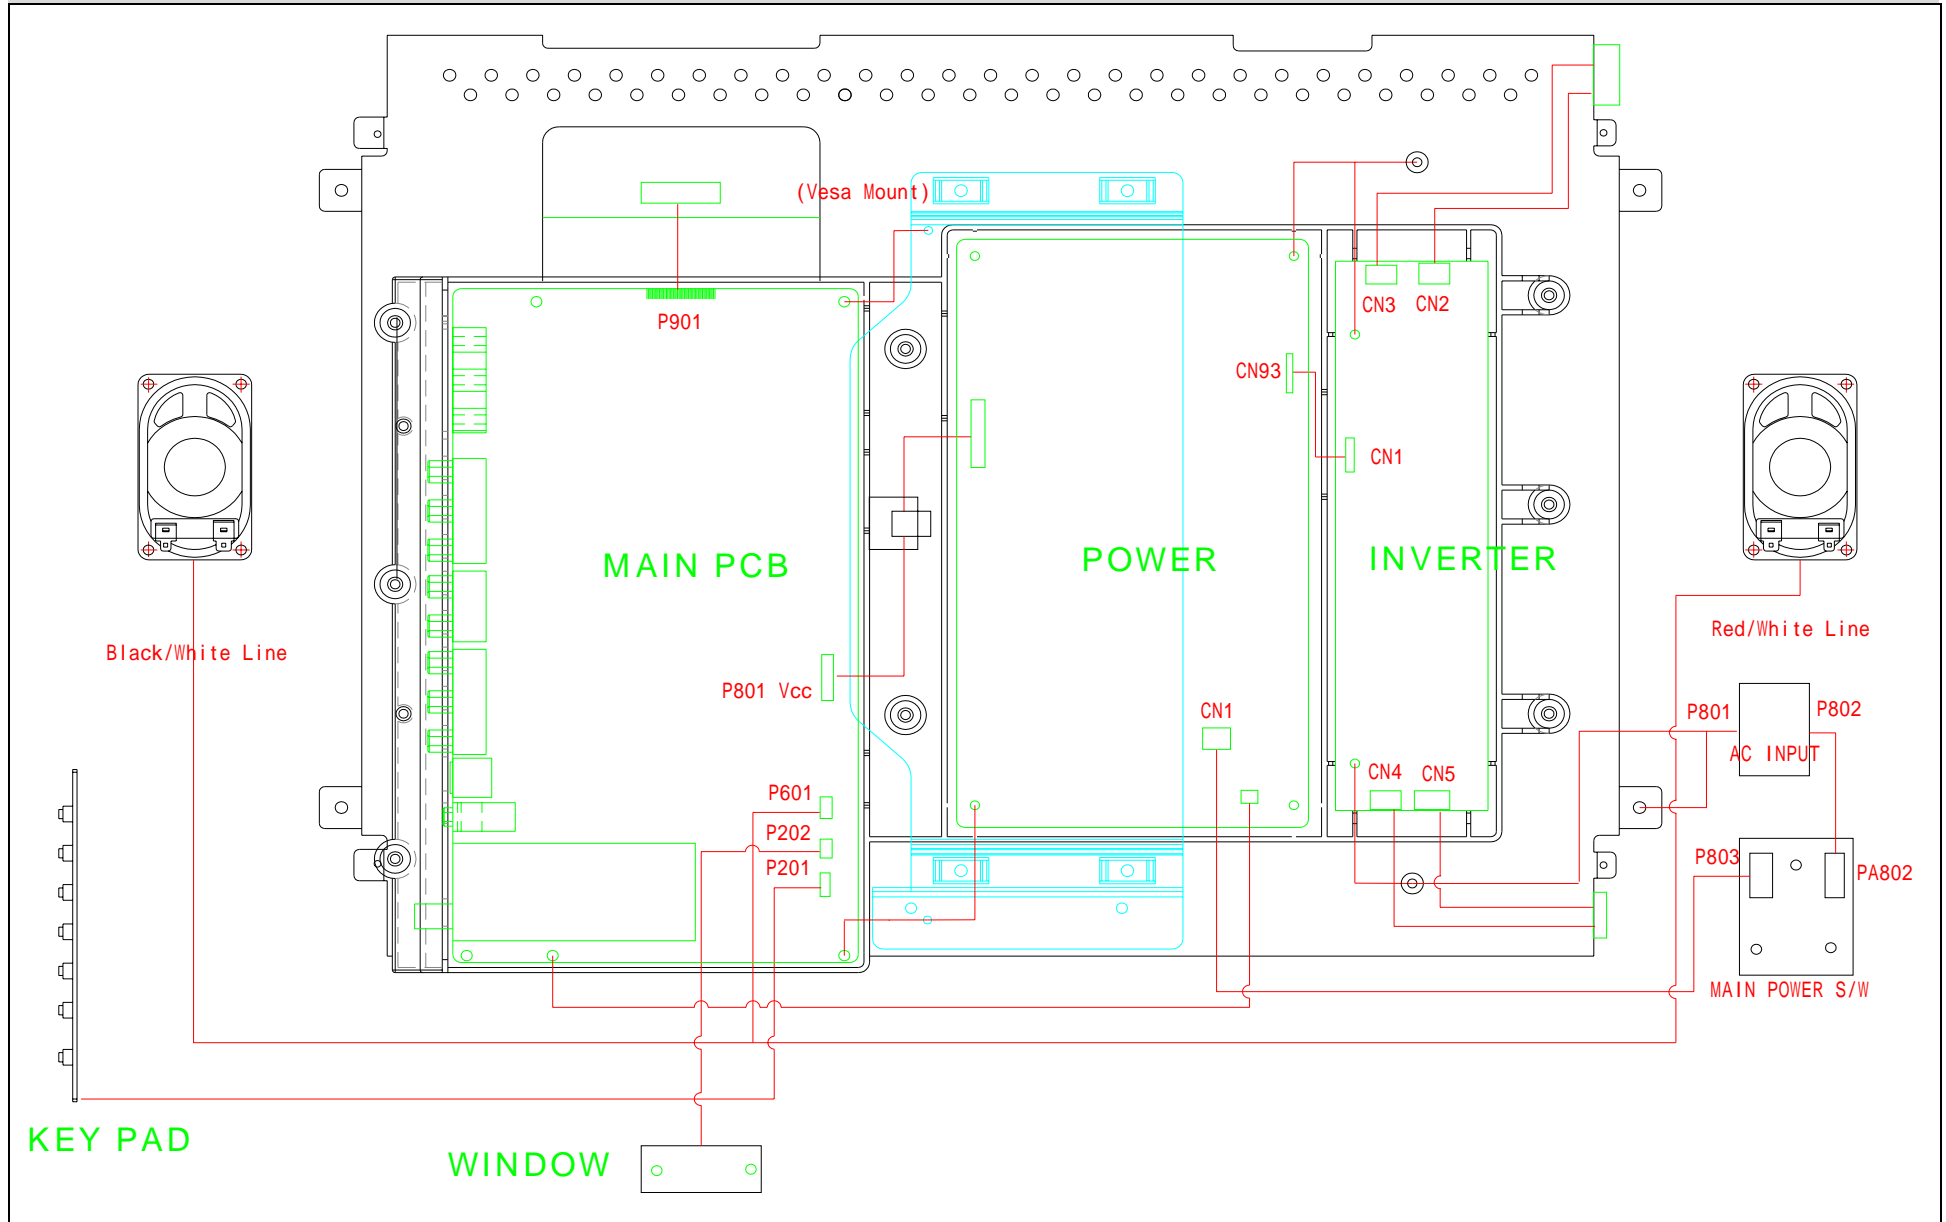 (Vesa Mount)
P901
CN3
CN2
CN93
CN1
MAIN PCB
POWER
INVERTER
Black/White Line
Red/White Line
P801 Vcc
CN1
P801
P802
AC INPUT
CN4
CN5
P601
P202
P201
P803
PA802
MAIN POWER S/W
KEY PAD
WINDOW